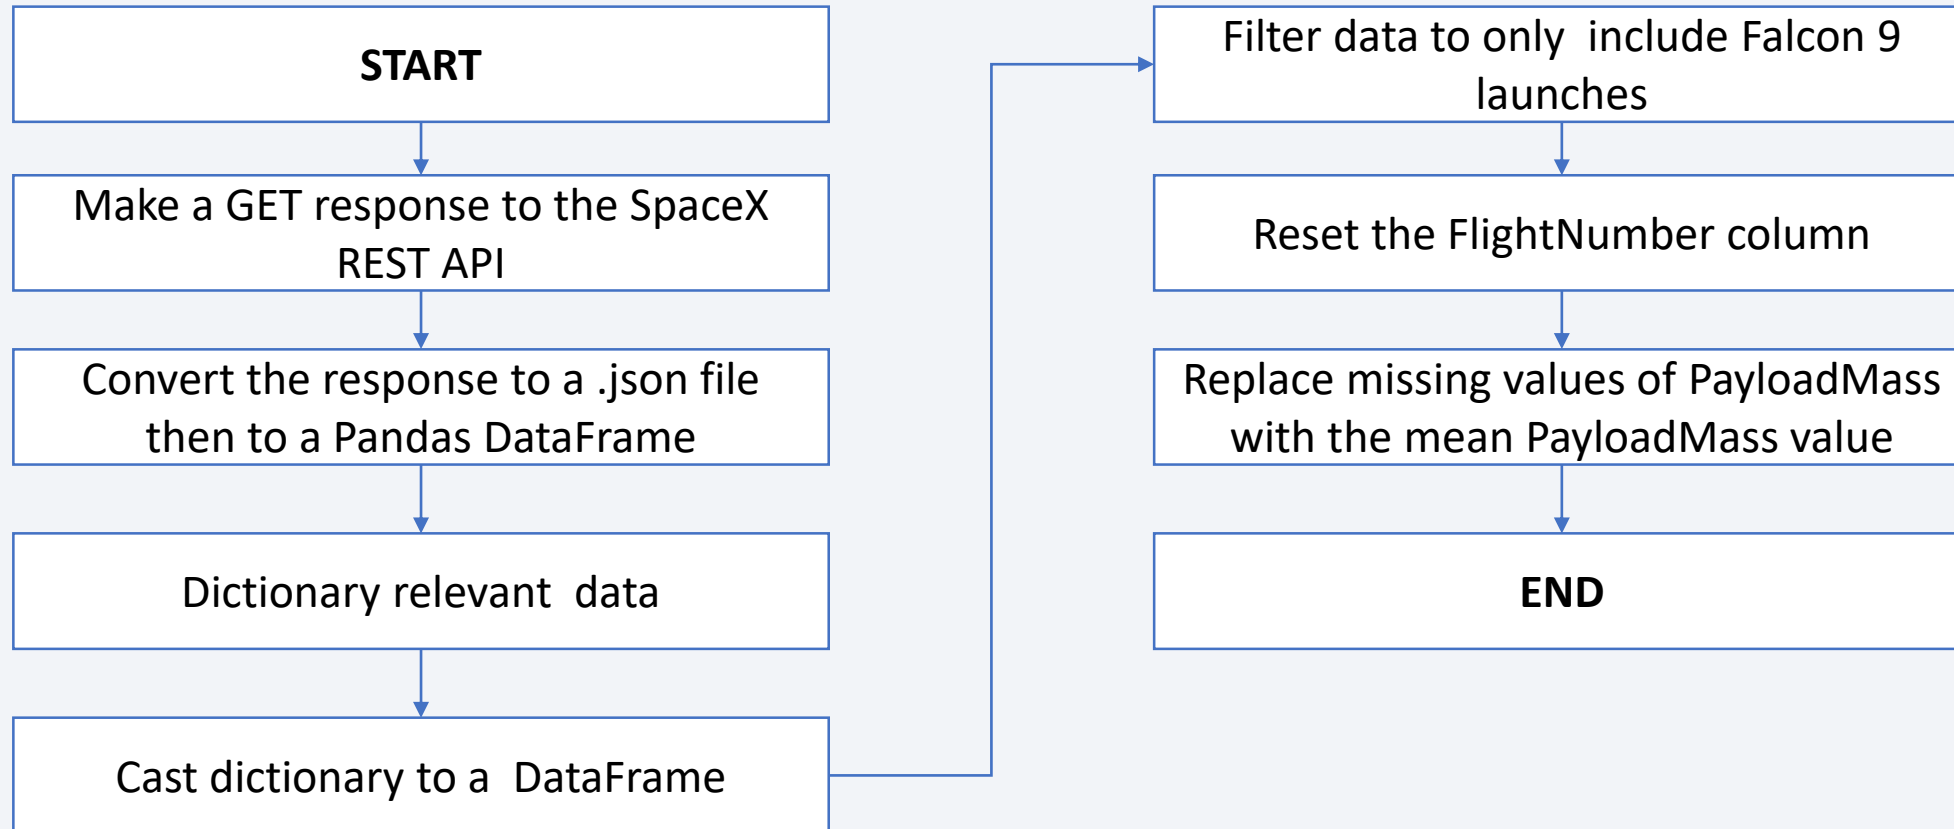 START
Make a GET response to the SpaceX
REST API
Convert the response to a .json file
then to a Pandas DataFrame
Dictionary relevant  data
Cast dictionary to a  DataFrame
Filter data to only  include Falcon 9
launches
Reset the FlightNumber column
Replace missing values of PayloadMass
with the mean PayloadMass value
END